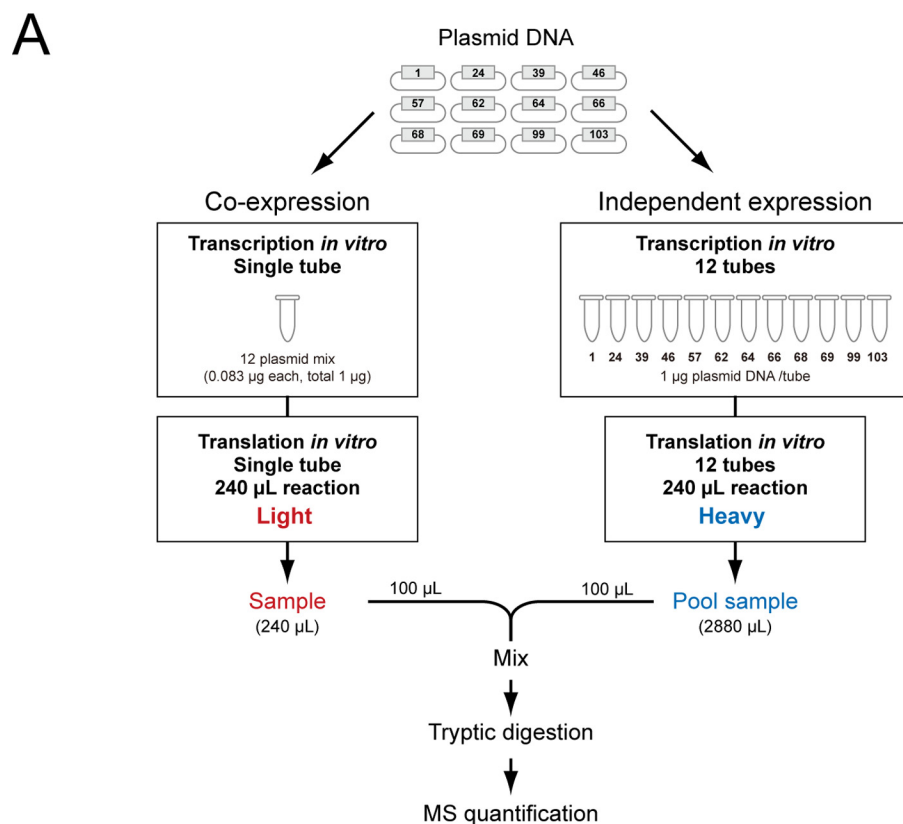 A
Plasmid DNA
1 24 39 46
57 62 64 66
68 69 99 103
Co-expression
Independent expression
Transcription in vitro
Single tube
12 plasmid mix
(0.083 µg each, total 1 µg)
Transcription in vitro
12 tubes
1 24 39 46 57 62 64 66 68 69 99 103
1 µg plasmid DNA /tube
Translation in vitro
Single tube
240 µL reaction
Light
Translation in vitro
12 tubes
240 µL reaction
Heavy
Sample
(240 µL)
100 µL
100 µL
Pool sample
(2880 µL)
Mix
Tryptic digestion
MS quantification